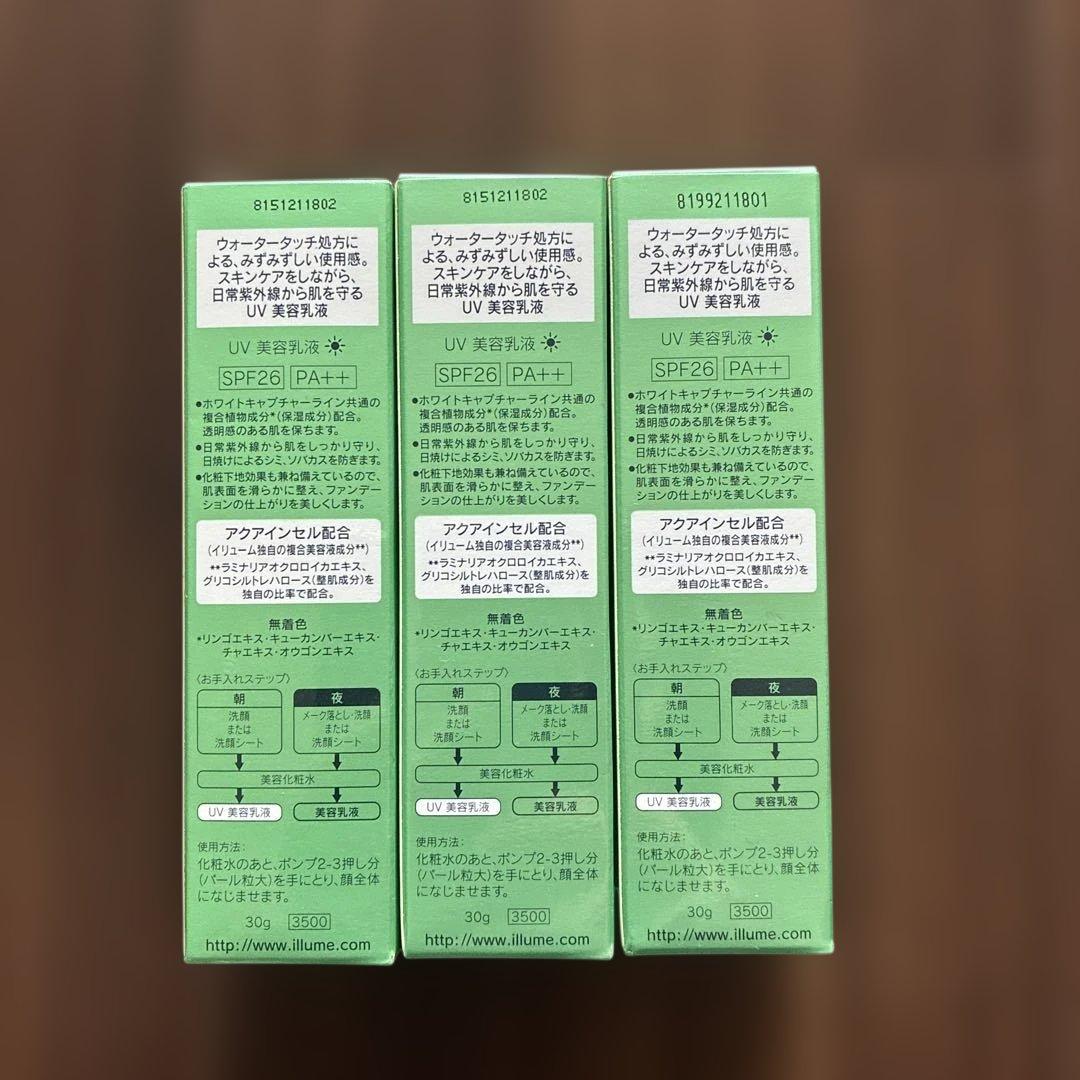 8151211802
ウォータータッチ処方に
よる、みずみずしい使用感。
スキンケアをしながら、
日常紫外線から肌を守る
UV 美容乳液
UV 美容乳液
SPF26 PA++
●ホワイトキャプチャーライン共通の
複合植物成分*(保湿成分)配合。
透明感のある肌を保ちます。
●日常紫外線から肌をしっかり守り、
日焼けによるシミ、ソバカスを防ぎます。
●化粧下地効果も兼ね備えているので、
肌表面を滑らかに整え、ファンデー
ションの仕上がりを美しくします。
アクアインセル配合
(イリューム独自の複合美容液成分**)
**ラミナリアオクロロイカエキス、
グリコシルトレハロース(整肌成分)を
独自の比率で配合。
無着色
*リンゴエキス・キューカンバーエキス・
チャエキス・オウゴンエキス
〈お手入れステップ〉
朝 夜
洗顔 メーク落とし・洗顔
または または
洗顔シート 洗顔シート
美容化粧水
UV 美容乳液 美容乳液
使用方法:
化粧水のあと、ポンプ2-3押し分
(パール粒大)を手にとり、顔全体
になじませます。
30g 3500
http://www.illume.com
8151211802
ウォータータッチ処方に
よる、みずみずしい使用感。
スキンケアをしながら、
日常紫外線から肌を守る
UV 美容乳液
UV 美容乳液
SPF26 PA++
●ホワイトキャプチャーライン共通の
複合植物成分*(保湿成分)配合。
透明感のある肌を保ちます。
●日常紫外線から肌をしっかり守り、
日焼けによるシミ、ソバカスを防ぎます。
●化粧下地効果も兼ね備えているので、
肌表面を滑らかに整え、ファンデー
ションの仕上がりを美しくします。
アクアインセル配合
(イリューム独自の複合美容液成分**)
**ラミナリアオクロロイカエキス、
グリコシルトレハロース(整肌成分)を
独自の比率で配合。
無着色
*リンゴエキス・キューカンバーエキス・
チャエキス・オウゴンエキス
〈お手入れステップ〉
朝 夜
洗顔 メーク落とし・洗顔
または または
洗顔シート 洗顔シート
美容化粧水
UV 美容乳液 美容乳液
使用方法:
化粧水のあと、ポンプ2-3押し分
(パール粒大)を手にとり、顔全体
になじませます。
30g 3500
http://www.illume.com
8199211801
ウォータータッチ処方に
よる、みずみずしい使用感。
スキンケアをしながら、
日常紫外線から肌を守る
UV 美容乳液
UV 美容乳液
SPF26 PA++
●ホワイトキャプチャーライン共通の
複合植物成分*(保湿成分)配合。
透明感のある肌を保ちます。
●日常紫外線から肌をしっかり守り、
日焼けによるシミ、ソバカスを防ぎます。
●化粧下地効果も兼ね備えているので、
肌表面を滑らかに整え、ファンデー
ションの仕上がりを美しくします。
アクアインセル配合
(イリューム独自の複合美容液成分**)
**ラミナリアオクロロイカエキス、
グリコシルトレハロース(整肌成分)を
独自の比率で配合。
無着色
*リンゴエキス・キューカンバーエキス・
チャエキス・オウゴンエキス
〈お手入れステップ〉
朝 夜
洗顔 メーク落とし・洗顔
または または
洗顔シート 洗顔シート
美容化粧水
UV 美容乳液 美容乳液
使用方法:
化粧水のあと、ポンプ2-3押し分
(パール粒大)を手にとり、顔全体
になじませます。
30g 3500
http://www.illume.com